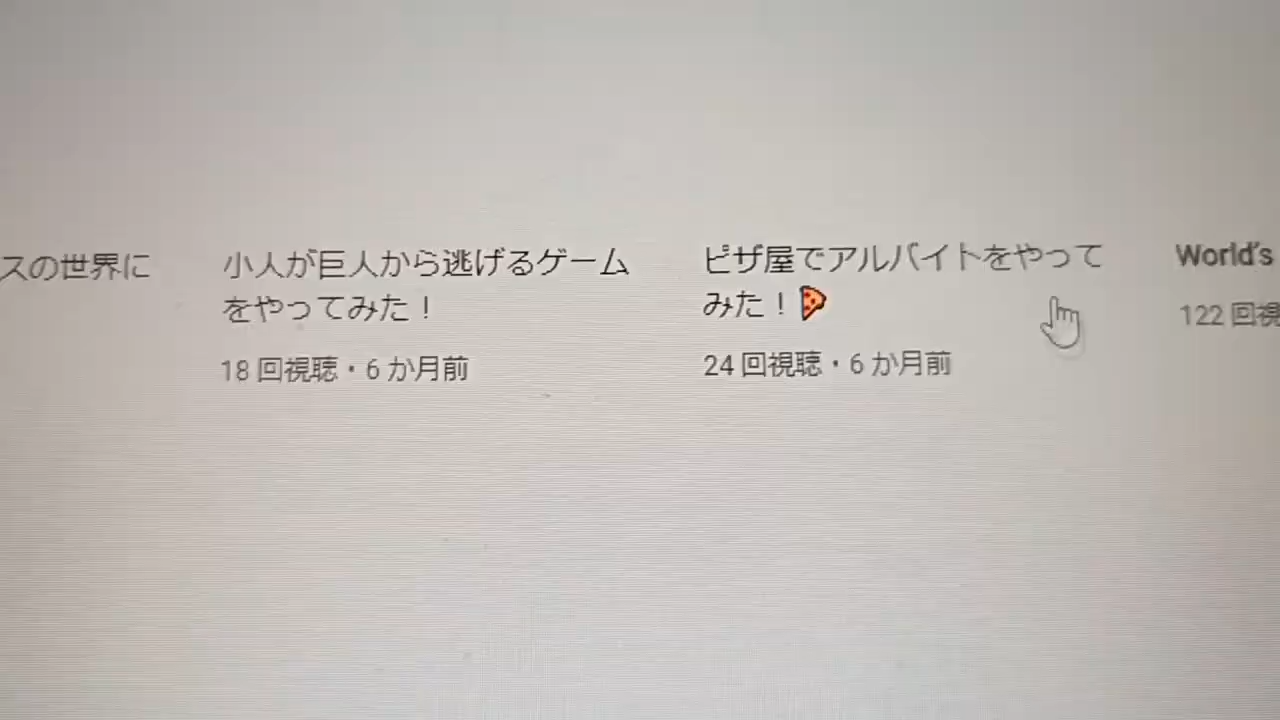 スの世界に
小人が巨人から逃げるゲーム
をやってみた！
18 回視聴・6 か月前
ピザ屋でアルバイトをやって
みた！🍕
24 回視聴・6 か月前
World's
122 回視